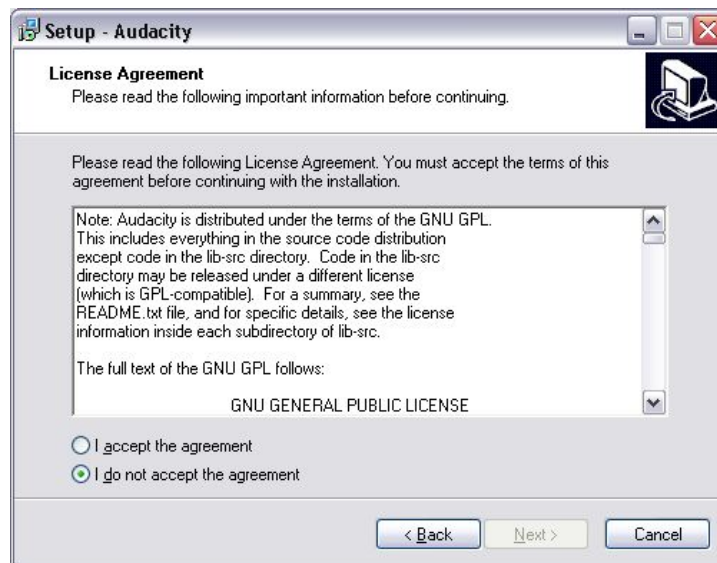 Setup - Audacity
License Agreement
Please read the following important information before continuing.
Please read the following License Agreement. You must accept the terms of this
agreement before continuing with the installation.
Note: Audacity is distributed under the terms of the GNU GPL.
This includes everything in the source code distribution
except code in the lib-src directory.  Code in the lib-src
directory may be released under a different license
(which is GPL-compatible).  For a summary, see the
README.txt file, and for specific details, see the license
information inside each subdirectory of lib-src.
The full text of the GNU GPL follows:
GNU GENERAL PUBLIC LICENSE
I accept the agreement
I do not accept the agreement
< Back
Next >
Cancel